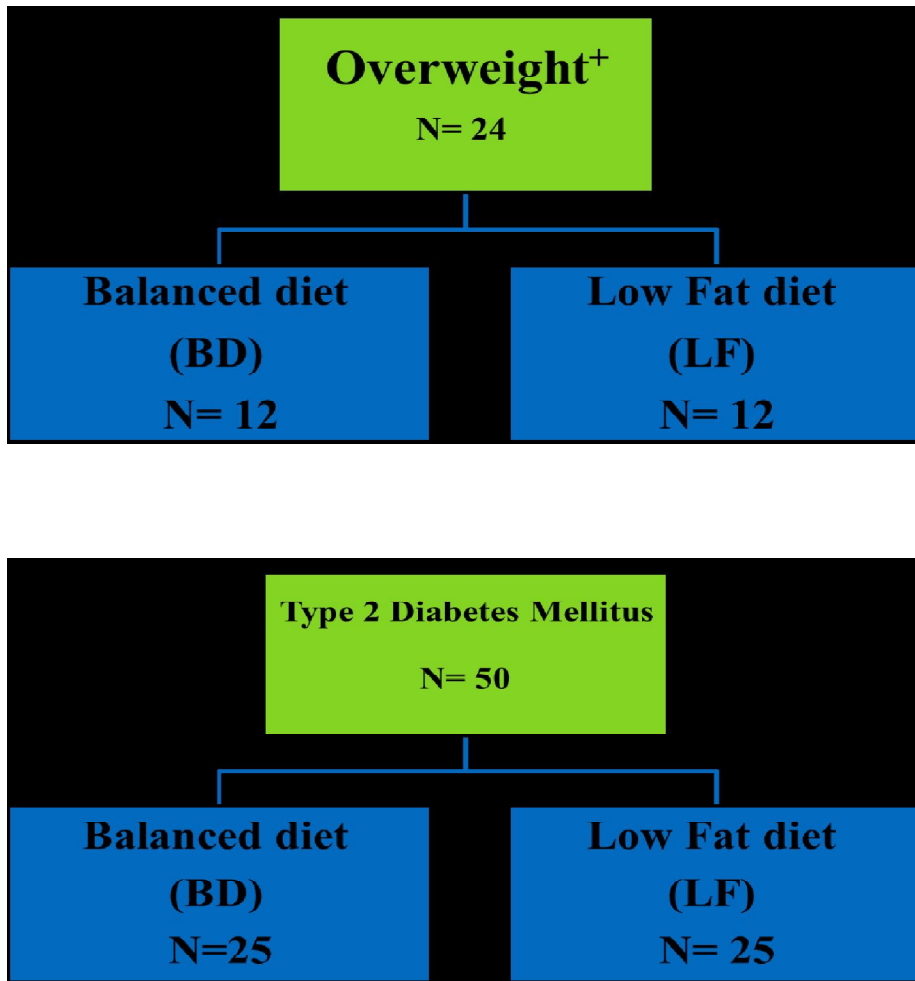 Overweight+
N= 24
Balanced diet
(BD)
N= 12
Low Fat diet
(LF)
N= 12
Type 2 Diabetes Mellitus
N= 50
Balanced diet
(BD)
N=25
Low Fat diet
(LF)
N= 25